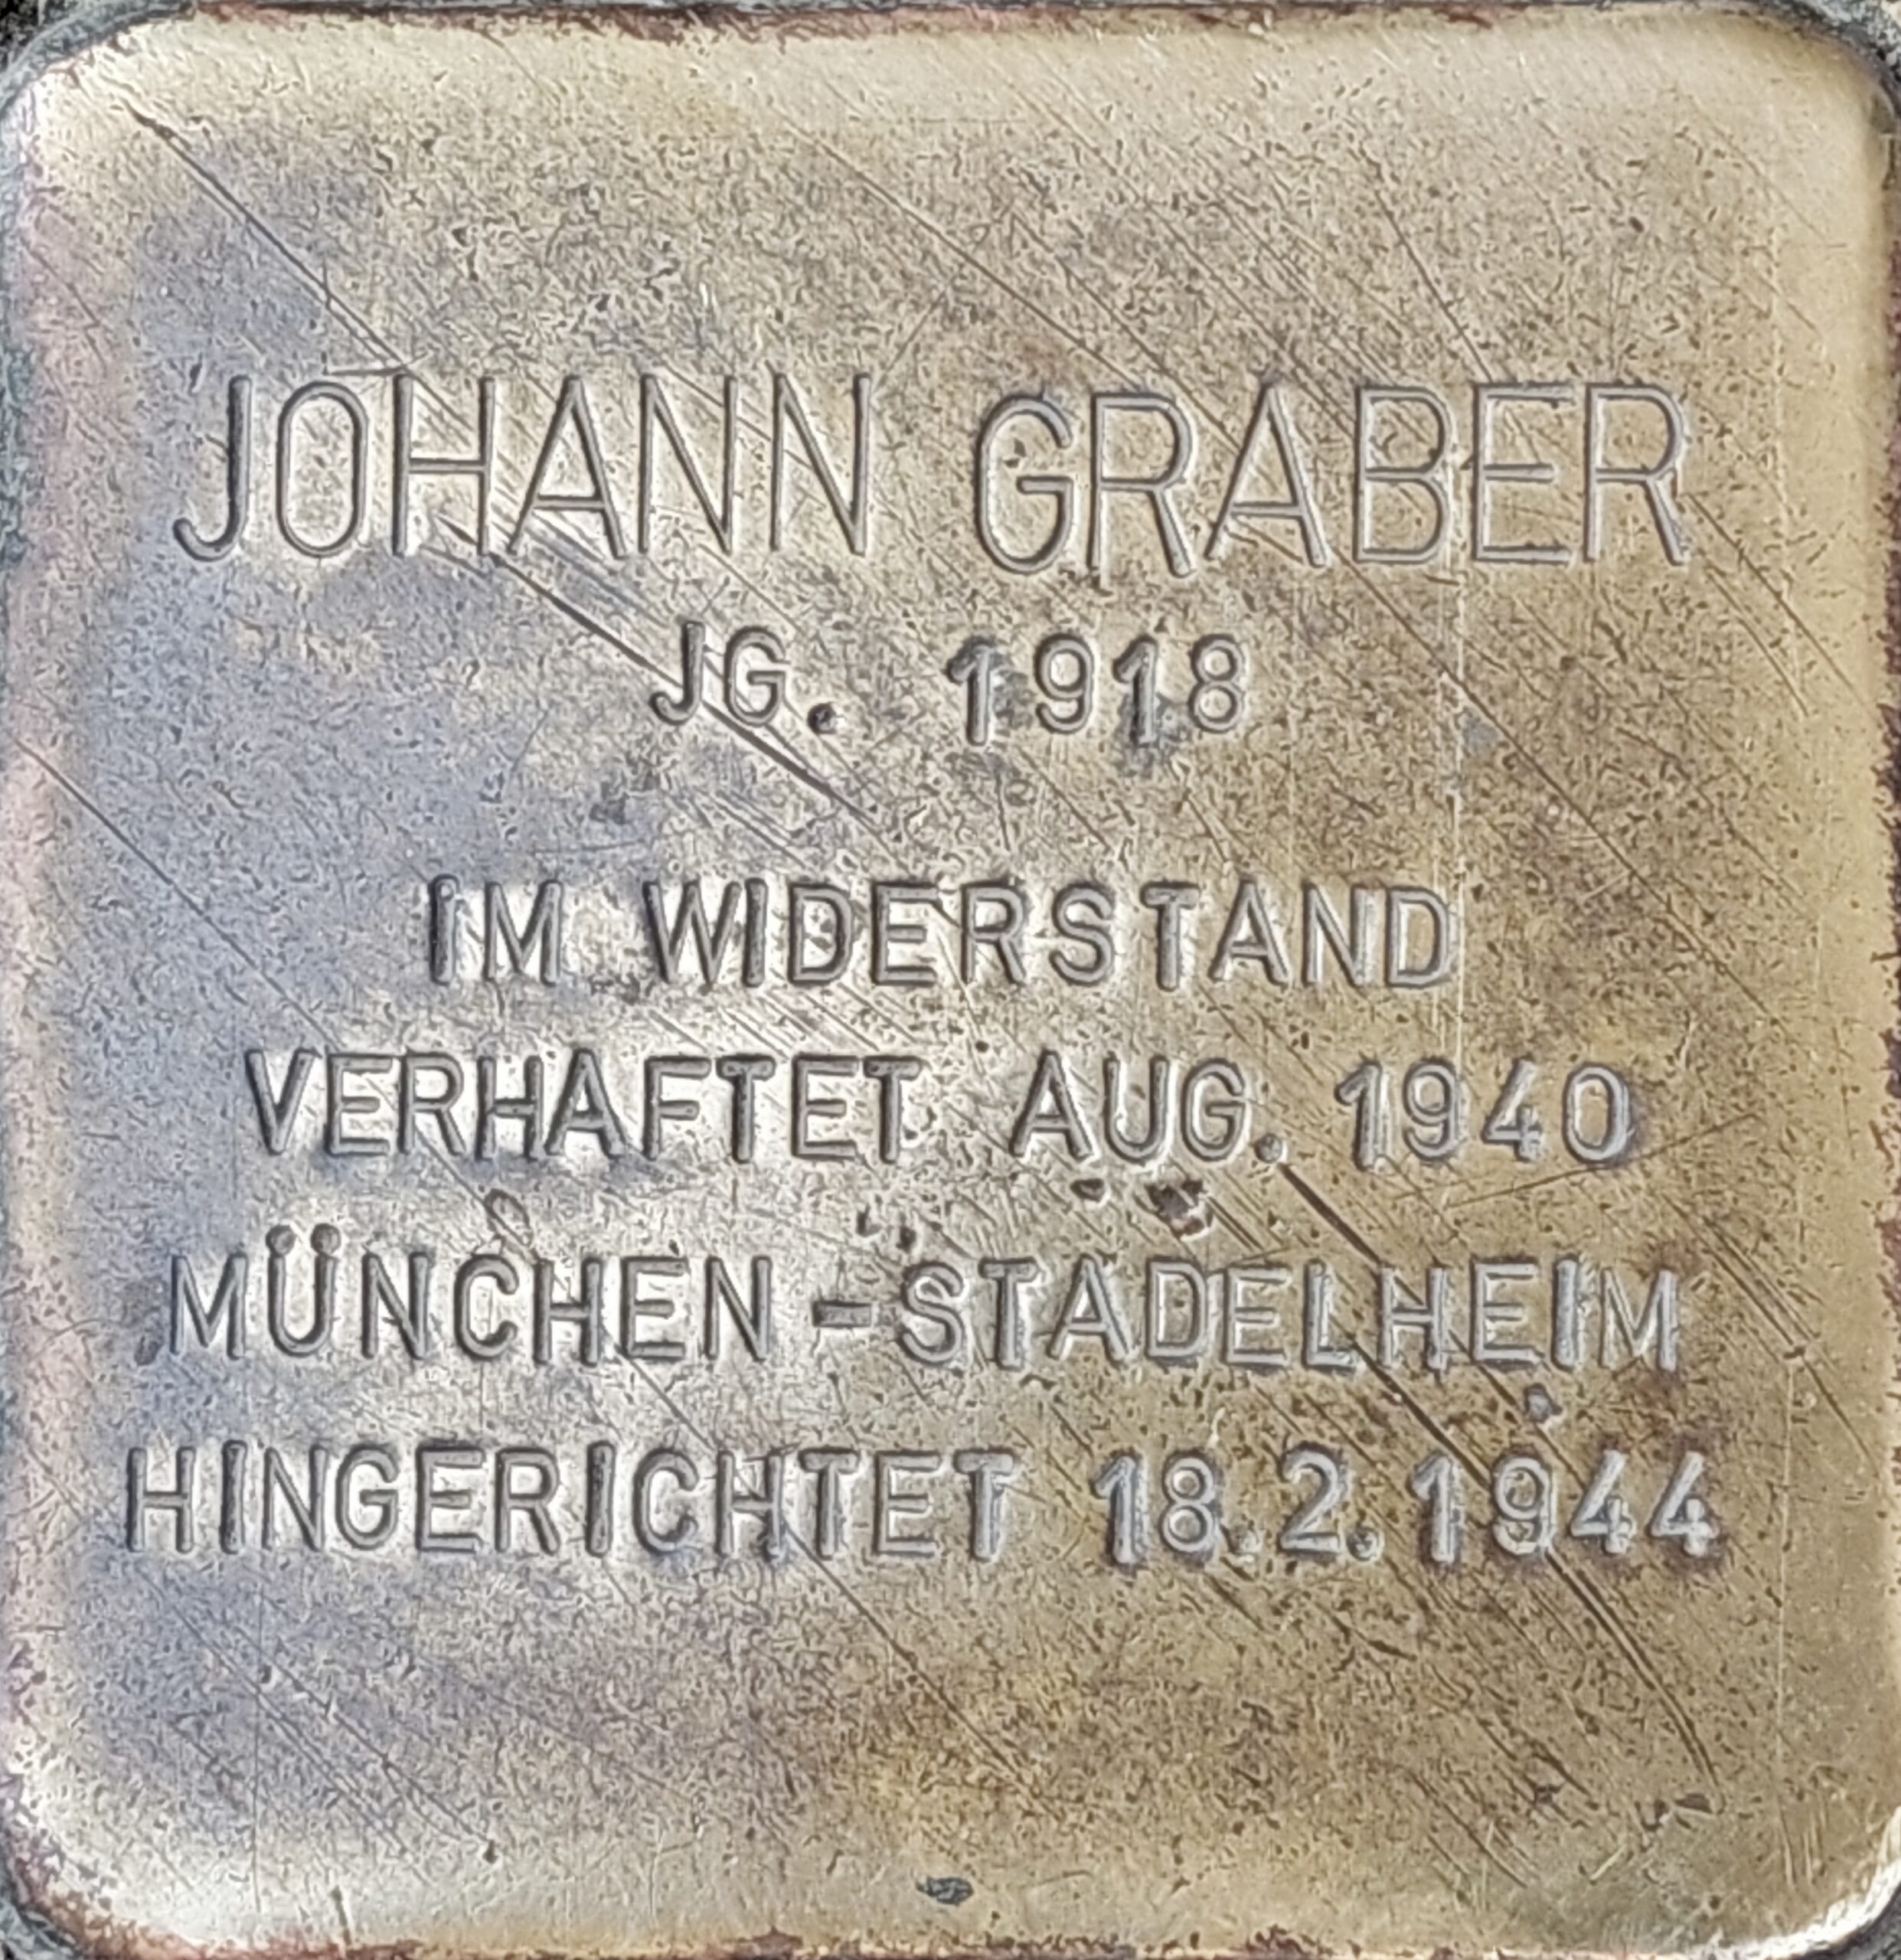 JOHANN GRABER
JG. 1918
IM WIDERSTAND
VERHAFTET AUG. 1940
MÜNCHEN-STADELHEIM
HINGERICHTET 18.2.1944